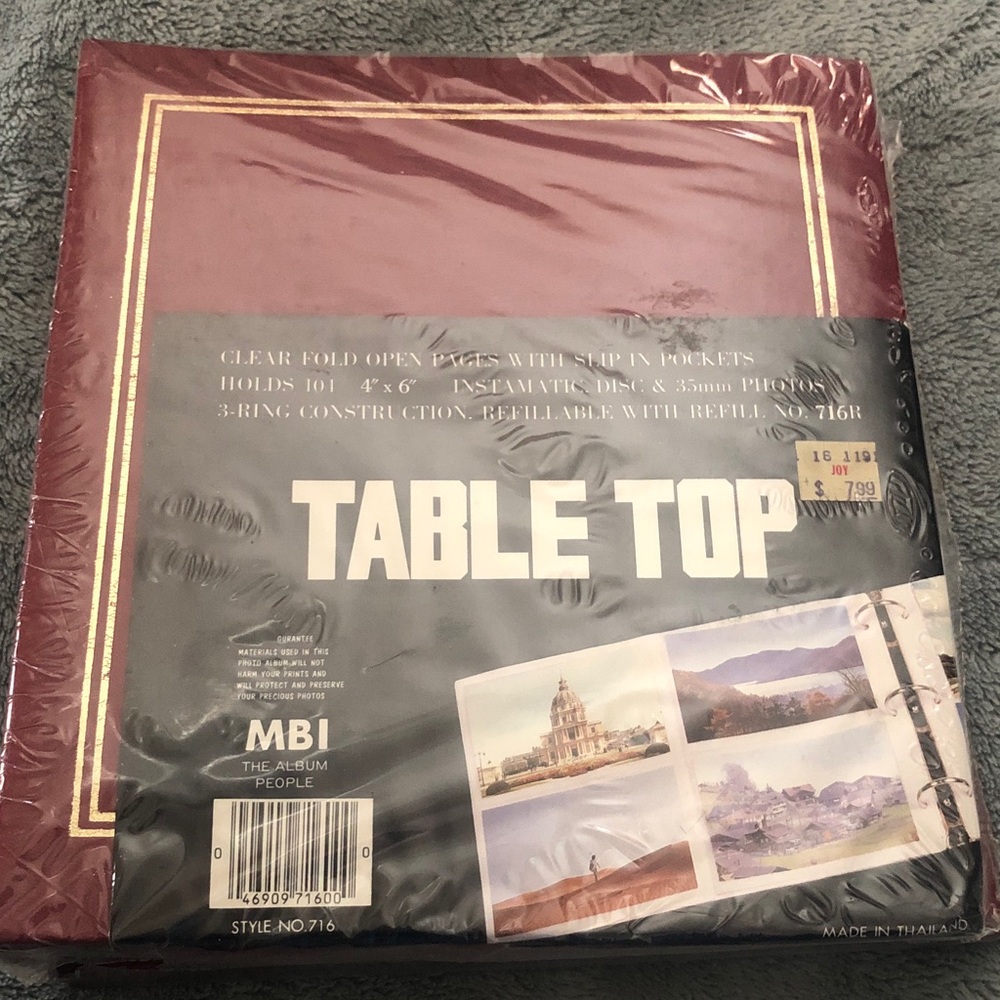 CLEAR FOLD OPEN PAGES WITH SLIP IN POCKETS
HOLDS 104 4" x 6" INSTAMATIC, DISC & 35mm PHOTOS
3-RING CONSTRUCTION. REFILLABLE WITH REFILL NO. 716R
16 1191
JOY
$ 7.99
TABLE TOP
GURANTEE
MATERIALS USED IN THIS
PHOTO ALBUM WILL NOT
HARM YOUR PRINTS AND
WILL PROTECT AND PRESERVE
YOUR PRECIOUS PHOTOS
MBI
THE ALBUM
PEOPLE
0 46909 71600 0
STYLE NO. 716
MADE IN THAILAND